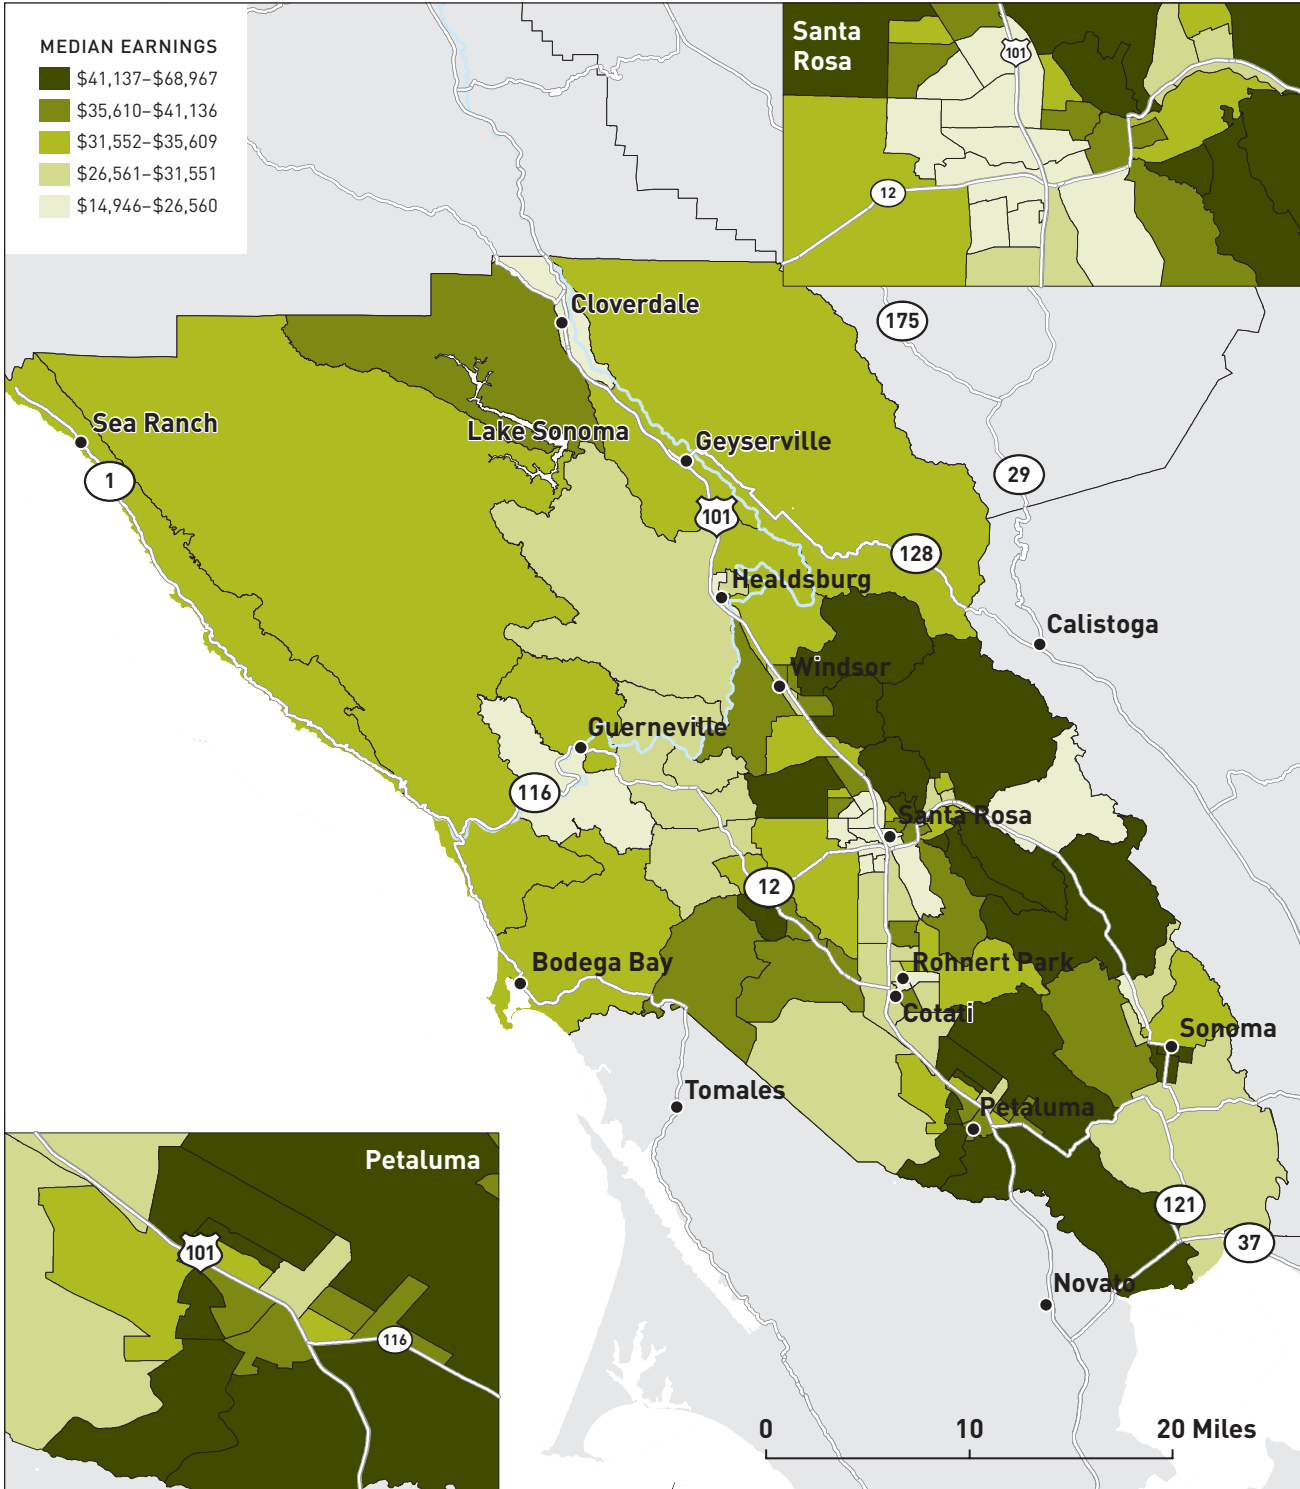 MEDIAN EARNINGS
$41,137–$68,967
$35,610–$41,136
$31,552–$35,609
$26,561–$31,551
$14,946–$26,560
Santa
Rosa
101
12
175
Cloverdale
Sea Ranch
Lake Sonoma
Geyserville
1
29
101
128
Healdsburg
Calistoga
Windsor
Guerneville
116
Santa Rosa
12
Bodega Bay
Rohnert Park
Cotati
Sonoma
Tomales
Petaluma
Petaluma
121
101
37
Novato
116
0 10 20 Miles